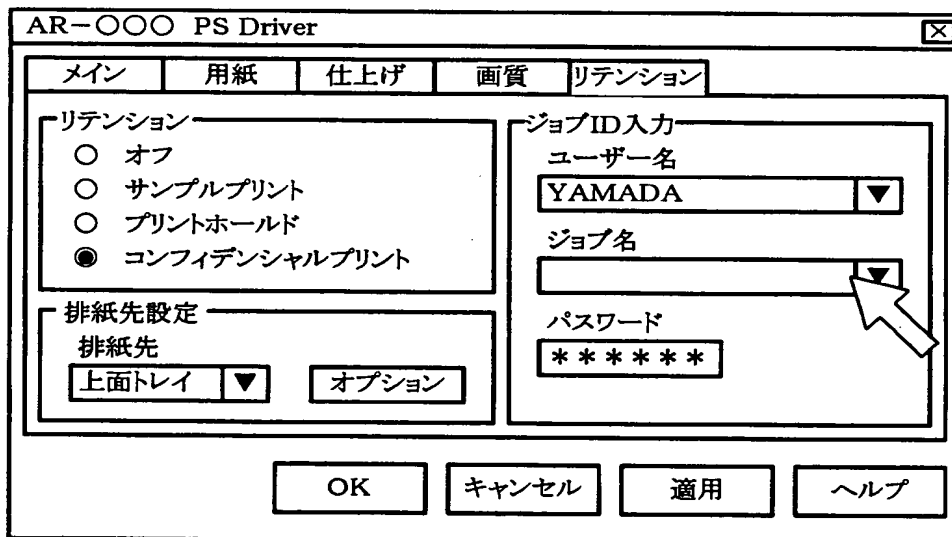 AR－○○○ PS Driver
メイン 用紙 仕上げ 画質 リテンション
リテンション
オフ
サンプルプリント
プリントホールド
コンフィデンシャルプリント
排紙先設定
排紙先
上面トレイ ▼ オプション
ジョブID入力
ユーザー名
YAMADA ▼
ジョブ名
パスワード
＊＊＊＊＊＊
OK キャンセル 適用 ヘルプ